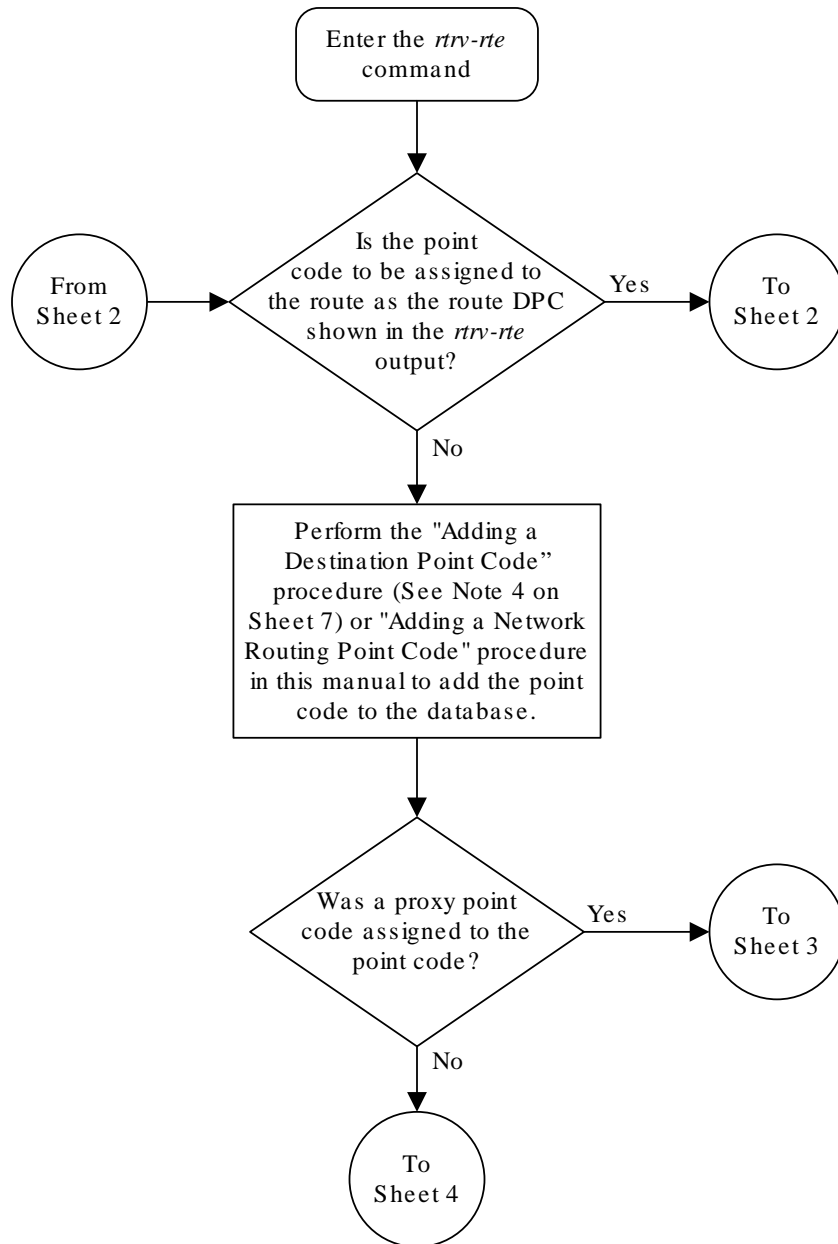 Enter the rtrv-rte
command
Is the point
code to be assigned to
the route as the route DPC
shown in the rtrv-rte
output?
From
Sheet 2
Yes
To
Sheet 2
No
Perform the "Adding a
Destination Point Code”
procedure (See Note 4 on
Sheet 7) or "Adding a Network
Routing Point Code" procedure
in this manual to add the point
code to the database.
Was a proxy point
code assigned to the
point code?
Yes
To
Sheet 3
No
To
Sheet 4